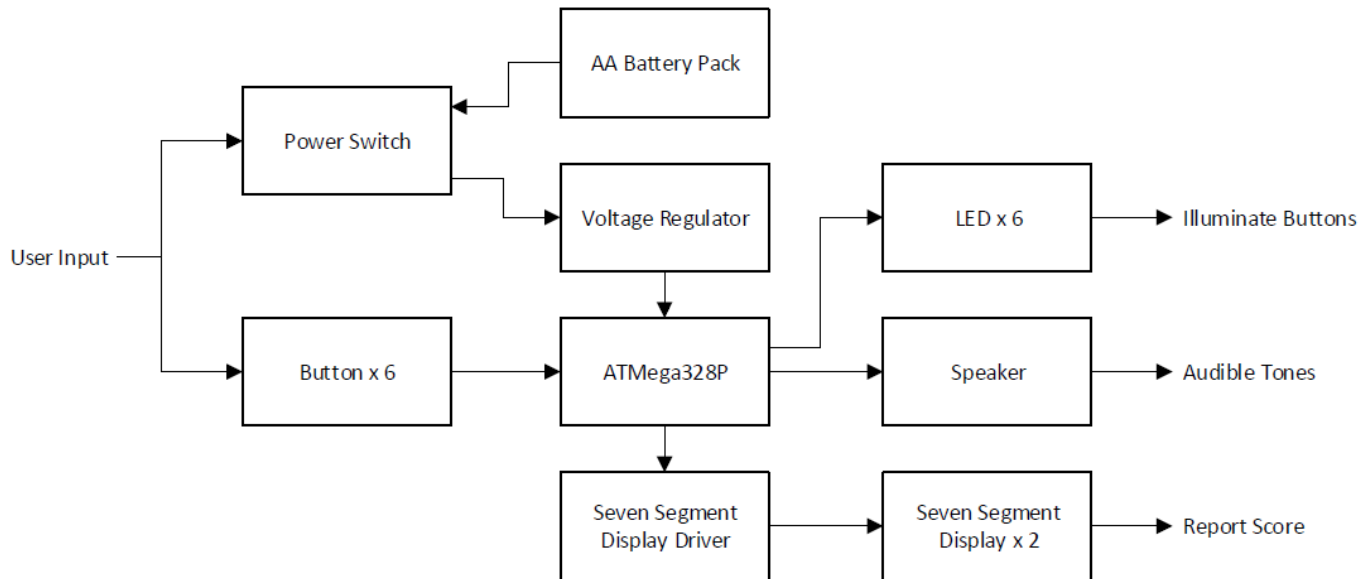 AA Battery Pack
Power Switch
Voltage Regulator
LED x 6
Illuminate Buttons
User Input
Button x 6
ATMega328P
Speaker
Audible Tones
Seven Segment
Display Driver
Seven Segment
Display x 2
Report Score